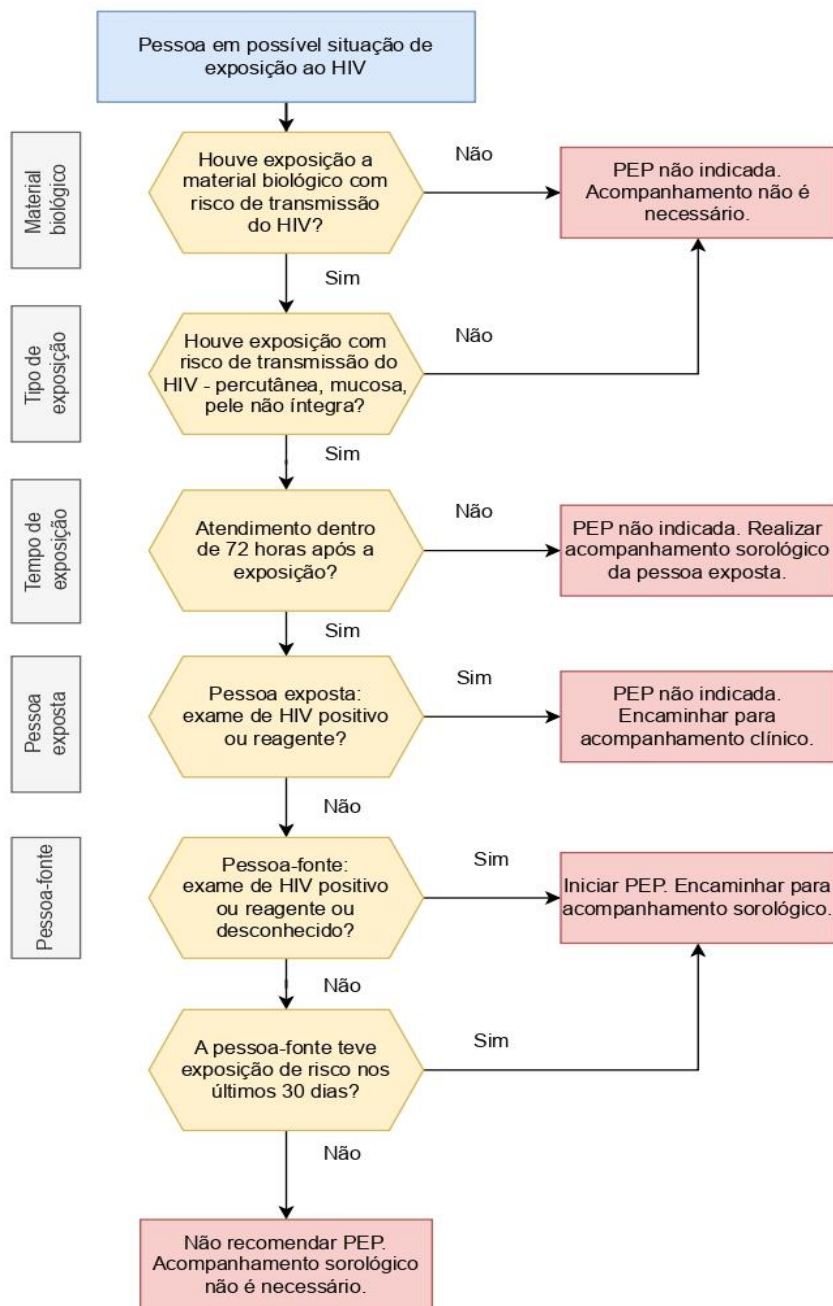 Pessoa em possível situação de
exposição ao HIV
Material
biológico
Houve exposição a
material biológico com
risco de transmissão
do HIV?
Não
PEP não indicada.
Acompanhamento não é
necessário.
Sim
Tipo de
exposição
Houve exposição com
risco de transmissão do
HIV - percutânea, mucosa,
pele não íntegra?
Não
Sim
Tempo de
exposição
Atendimento dentro
de 72 horas após a
exposição?
Não
PEP não indicada. Realizar
acompanhamento sorológico
da pessoa exposta.
Sim
Pessoa
exposta
Pessoa exposta:
exame de HIV positivo
ou reagente?
Sim
PEP não indicada.
Encaminhar para
acompanhamento clínico.
Não
Pessoa-fonte
Pessoa-fonte:
exame de HIV positivo
ou reagente ou
desconhecido?
Sim
Iniciar PEP. Encaminhar para
acompanhamento sorológico.
Não
A pessoa-fonte teve
exposição de risco nos
últimos 30 dias?
Sim
Não
Não recomendar PEP.
Acompanhamento sorológico
não é necessário.